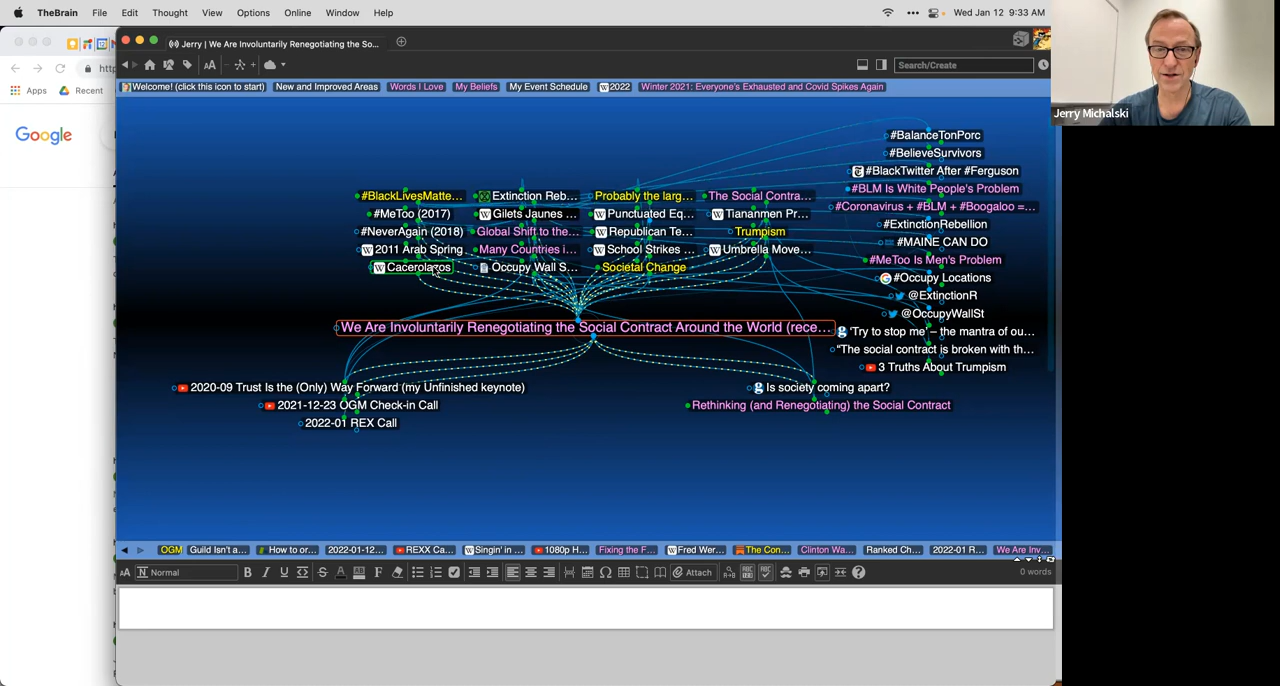 TheBrain File Edit Thought View Options Online Window Help
Wed Jan 12 9:33 AM
Jerry | We Are Involuntarily Renegotiating the So...
AA
Search/Create
Welcome! (click this icon to start) New and Improved Areas Words I Love My Beliefs My Event Schedule W 2022 Winter 2021: Everyone's Exhausted and Covid Spikes Again
Apps Recent
Google
Jerry Michalski
#BlackLivesMatte... Extinction Reb... Probably the larg... The Social Contra...
#MeToo (2017) W Gilets Jaunes ... W Punctuated Eq... W Tiananmen Pr...
#NeverAgain (2018) Global Shift to the... W Republican Te... Trumpism
W 2011 Arab Spring Many Countries i... W School Strikes ... W Umbrella Move...
W Cacerolazos Occupy Wall S... Societal Change
#BalanceTonPorc
#BelieveSurvivors
#BlackTwitter After #Ferguson
#BLM Is White People's Problem
#Coronavirus + #BLM + #Boogaloo =...
#ExtinctionRebellion
#MAINE CAN DO
#MeToo Is Men's Problem
G #Occupy Locations
@ExtinctionR
@OccupyWallSt
'Try to stop me' – the mantra of ou...
"The social contract is broken with th...
3 Truths About Trumpism
We Are Involuntarily Renegotiating the Social Contract Around the World (rece...
2020-09 Trust Is the (Only) Way Forward (my Unfinished keynote)
2021-12-23 OGM Check-in Call
2022-01 REX Call
Is society coming apart?
Rethinking (and Renegotiating) the Social Contract
OGM Guild Isn't a... How to or... 2022-01-12... REXX Ca... W Singin' in ... 1080p H... Fixing the F... W Fred Wer... The Con... Clinton Wa... Ranked Ch... 2022-01 R... We Are Inv...
AA N Normal B I U S A F Attach 0 words